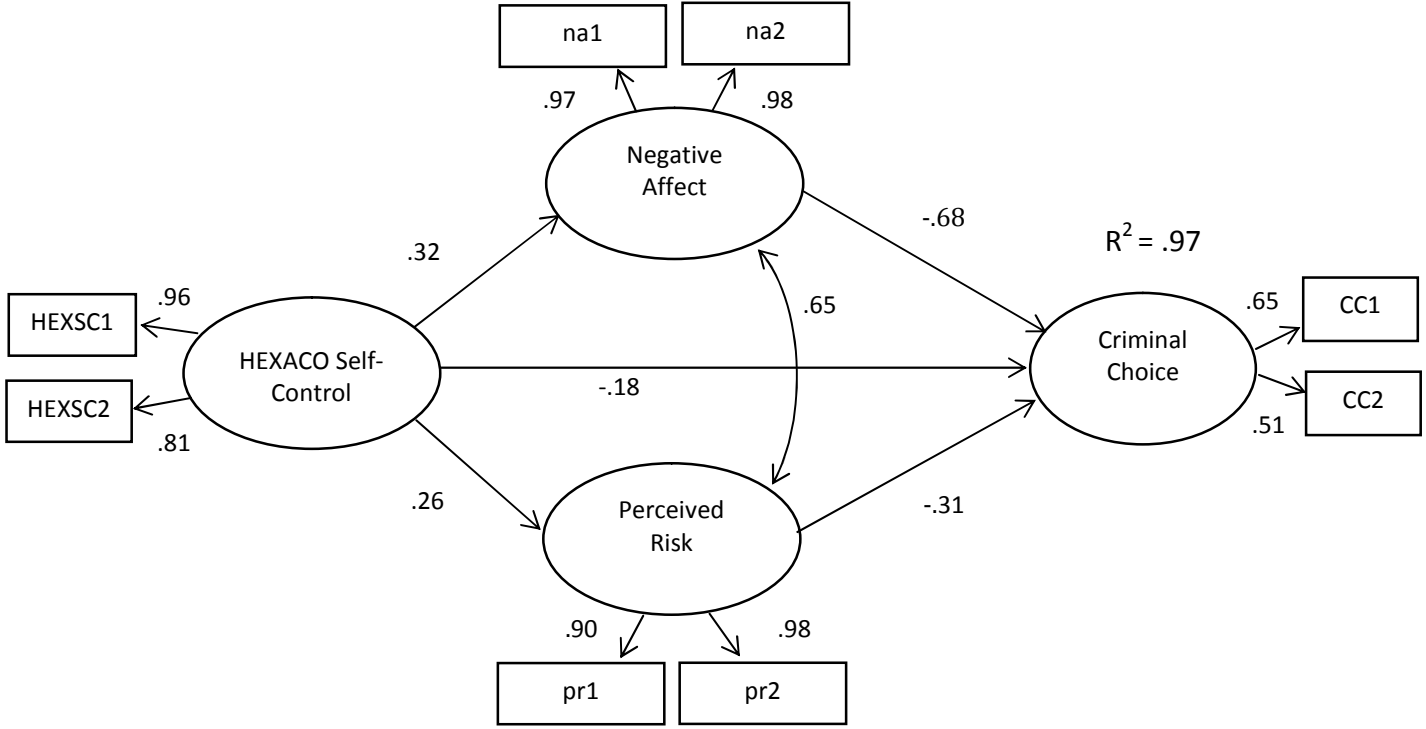 na1
na2
.97
.98
Negative
Affect
-.68
R² = .97
.32
.96
HEXSC1
.65
.65
CC1
HEXACO Self-
Control
Criminal
Choice
-.18
HEXSC2
CC2
.81
.51
.26
Perceived
Risk
-.31
.90
.98
pr1
pr2